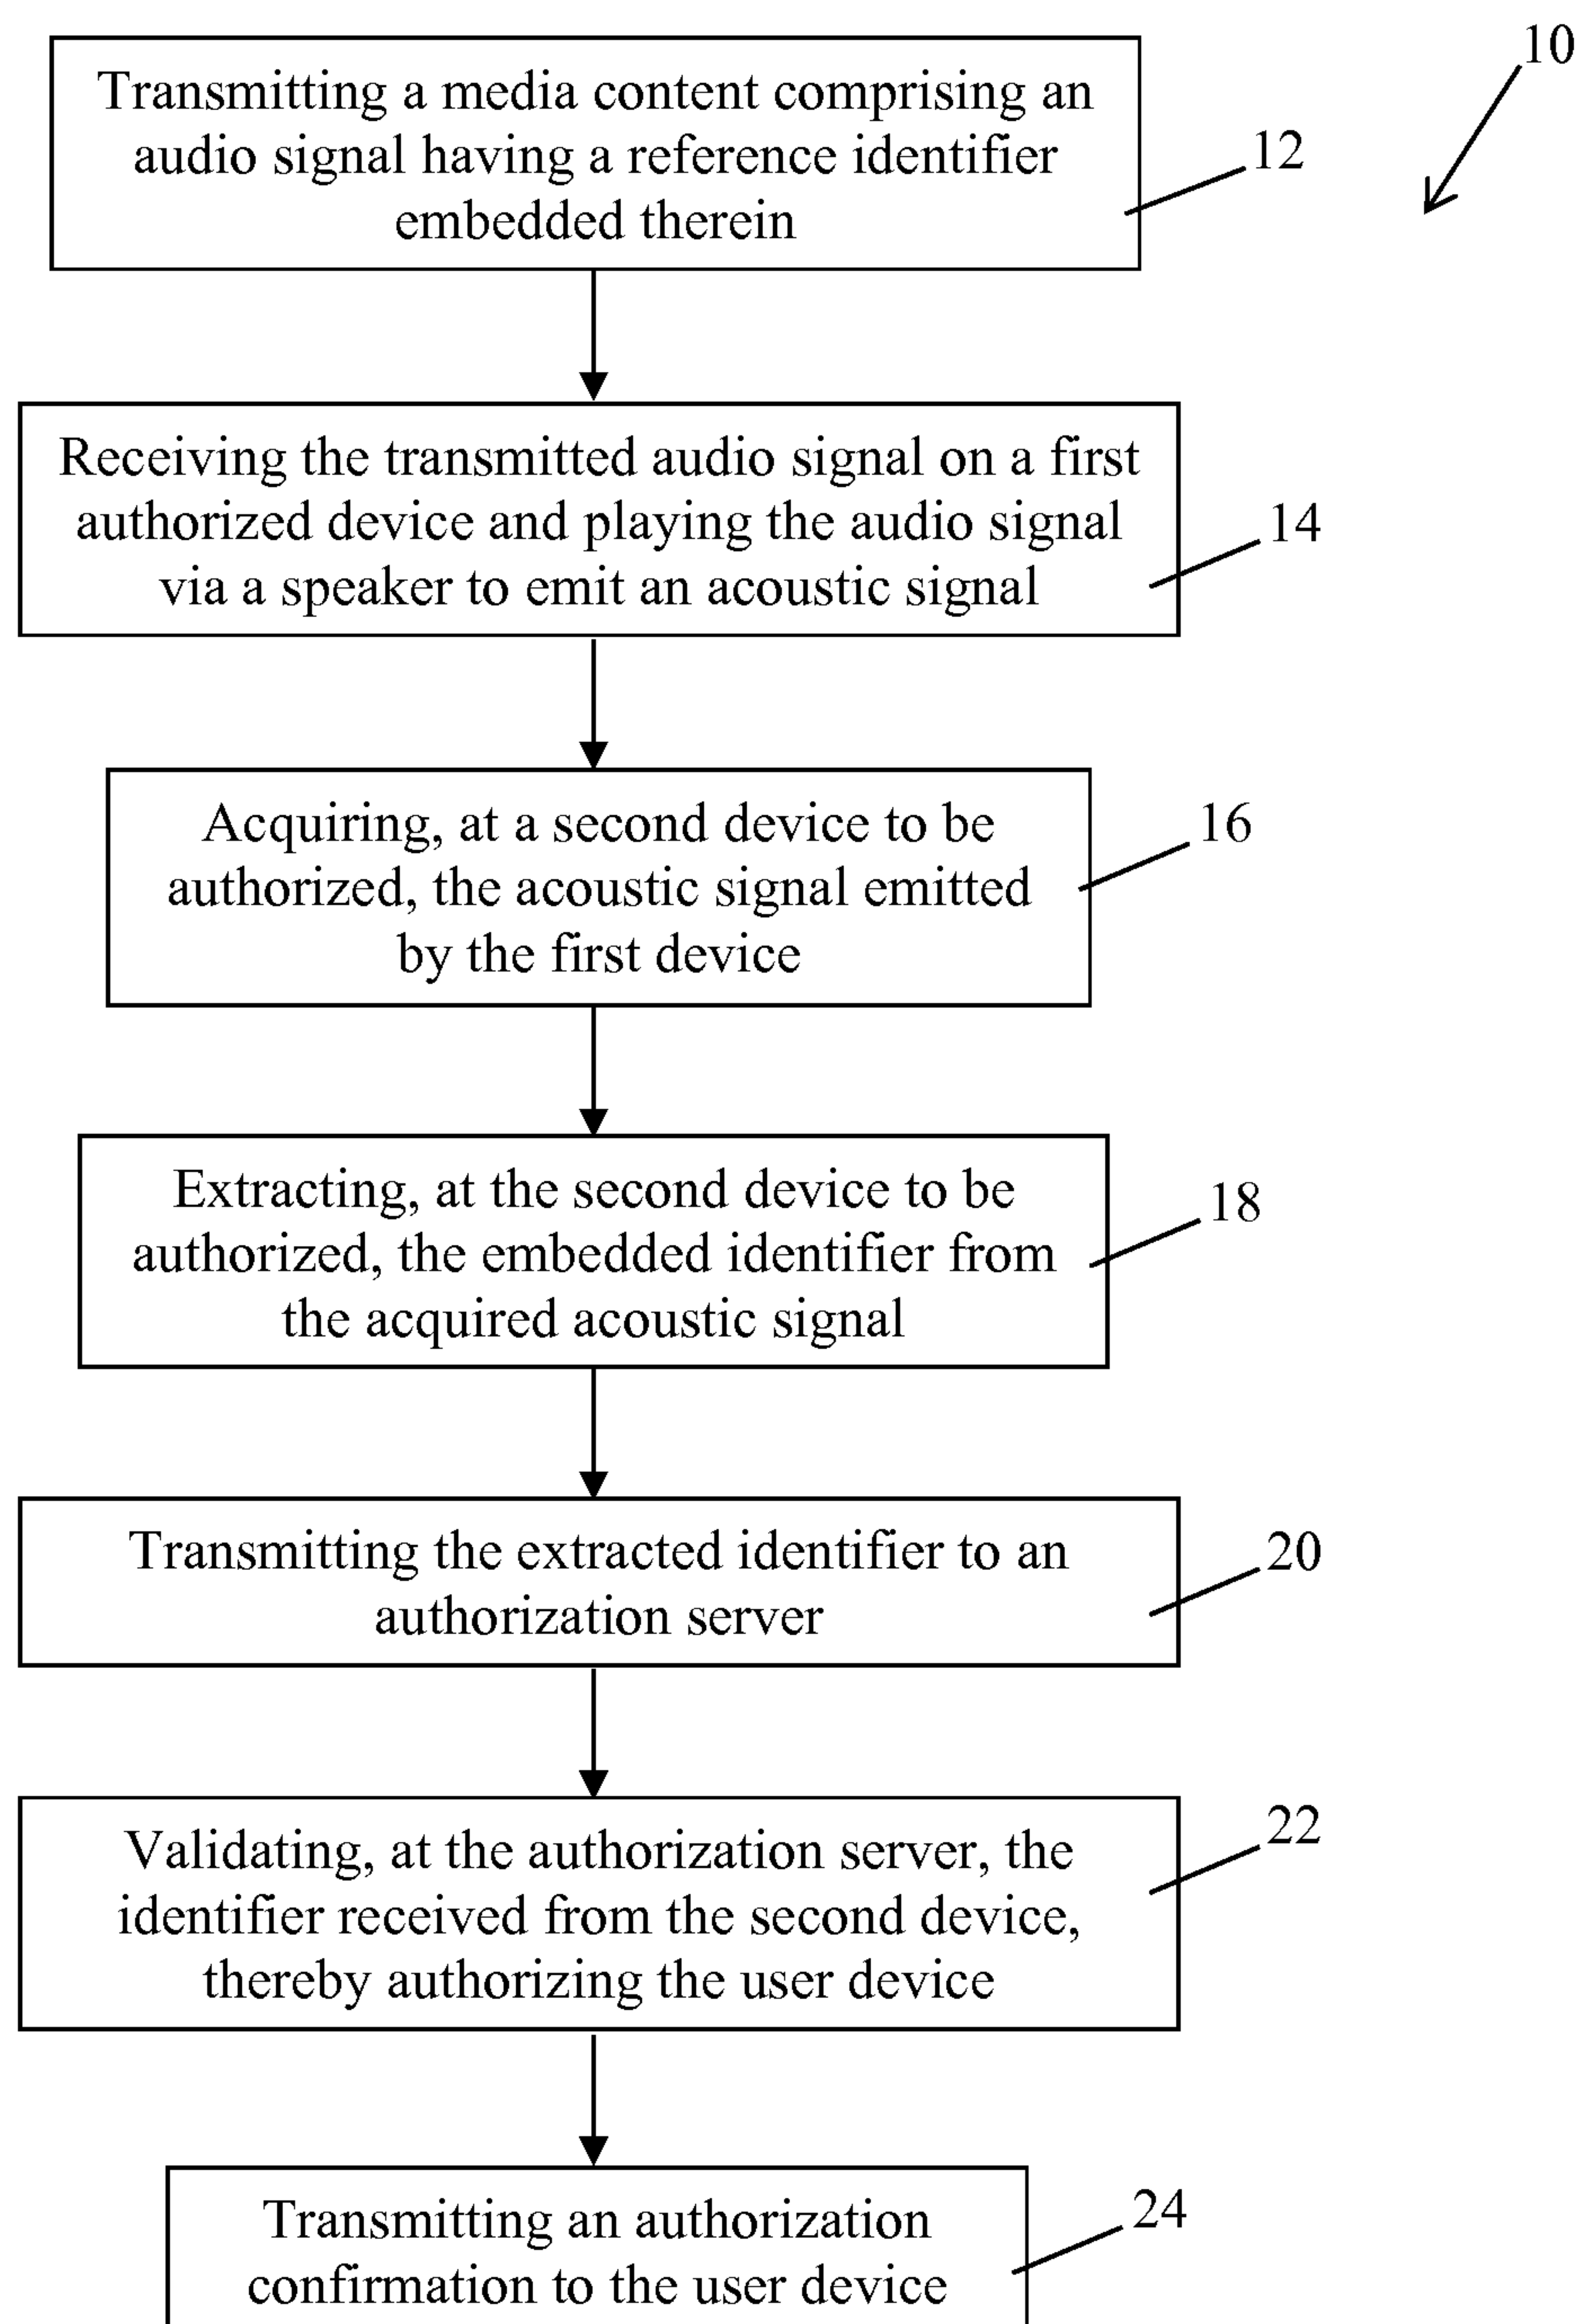 10
Transmitting a media content comprising an
audio signal having a reference identifier
embedded therein
12
Receiving the transmitted audio signal on a first
authorized device and playing the audio signal
via a speaker to emit an acoustic signal
14
Acquiring, at a second device to be
authorized, the acoustic signal emitted
by the first device
16
Extracting, at the second device to be
authorized, the embedded identifier from
the acquired acoustic signal
18
Transmitting the extracted identifier to an
authorization server
20
Validating, at the authorization server, the
identifier received from the second device,
thereby authorizing the user device
22
Transmitting an authorization
confirmation to the user device
24